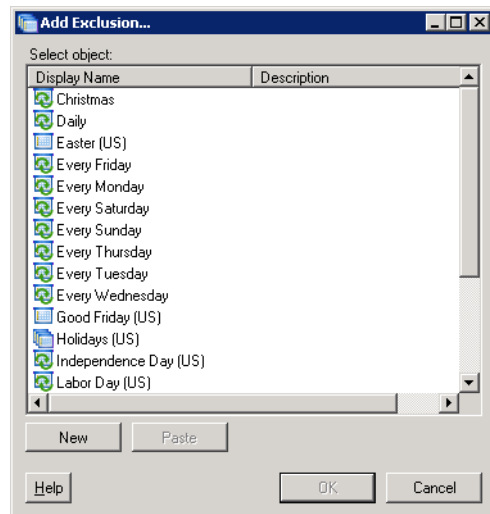 Add Exclusion...
Select object:
Display Name Description
Christmas
Daily
Easter (US)
Every Friday
Every Monday
Every Saturday
Every Sunday
Every Thursday
Every Tuesday
Every Wednesday
Good Friday (US)
Holidays (US)
Independence Day (US)
Labor Day (US)
New Paste
Help OK Cancel